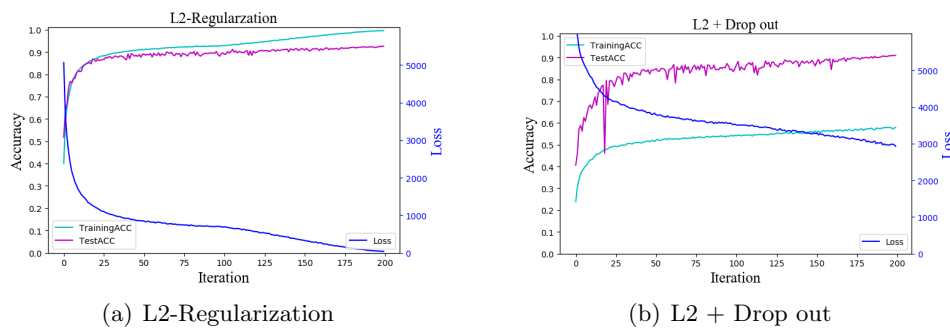 L2-Regularzation
1.0
0.9
0.8
0.7
0.6
0.5
0.4
0.3
0.2
0.1
0.0
Accuracy
TrainingACC
TestACC
Loss
0 25 50 75 100 125 150 175 200
Iteration
5000
4000
3000
2000
1000
0
Loss
(a) L2-Regularization
L2 + Drop out
1.0
0.9
0.8
0.7
0.6
0.5
0.4
0.3
0.2
0.1
0.0
Accuracy
TrainingACC
TestACC
Loss
0 25 50 75 100 125 150 175 200
Iteration
5000
4000
3000
2000
1000
0
Loss
(b) L2 + Drop out